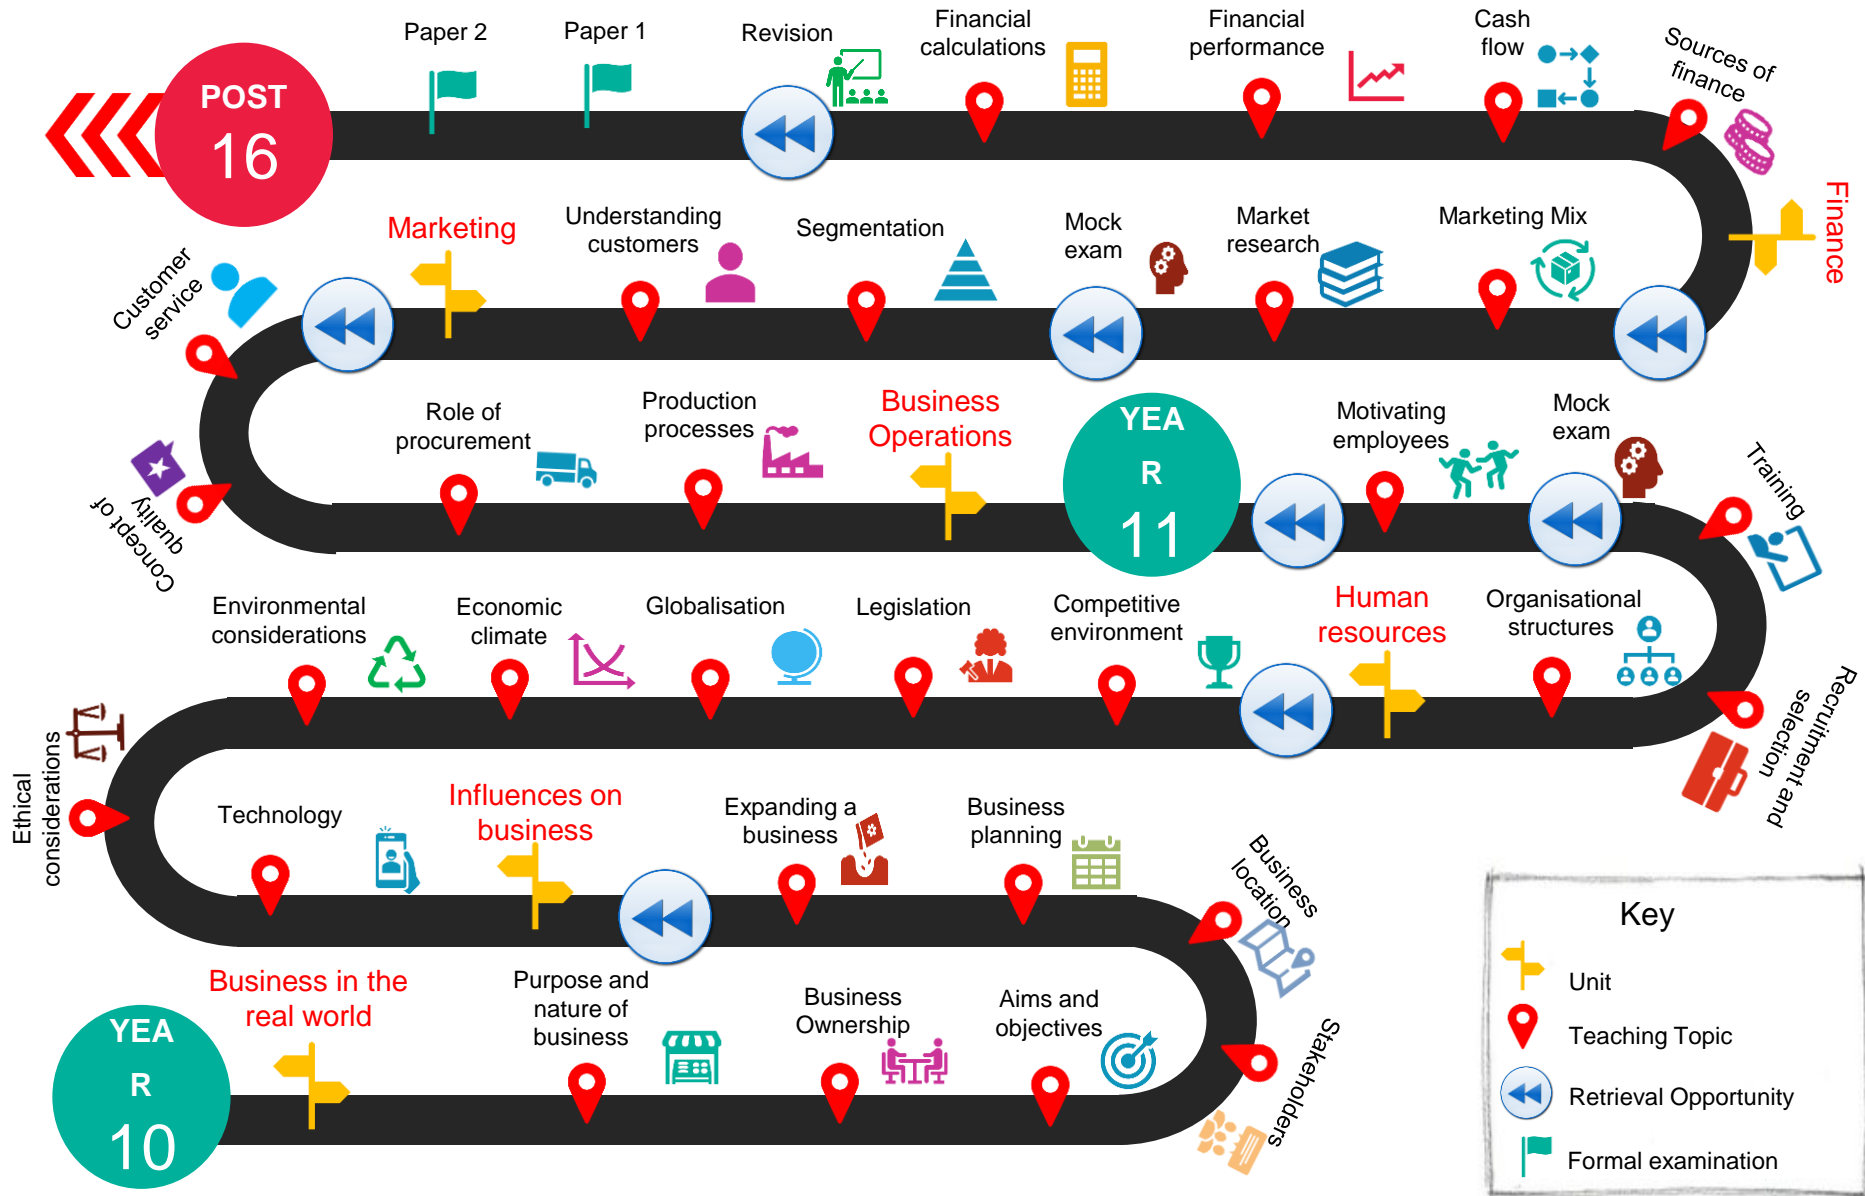 Paper 2
Paper 1
Revision
Financial
calculations
Financial
performance
Cash
flow
Sources of
finance
POST
16
Finance
Marketing
Understanding
customers
Segmentation
Mock
exam
Market
research
Marketing Mix
Customer
service
Concept of
quality
Role of
procurement
Production
processes
Business
Operations
YEA
R
11
Motivating
employees
Mock
exam
Training
Environmental
considerations
Economic
climate
Globalisation
Legislation
Competitive
environment
Human
resources
Organisational
structures
Recruitment and
selection
Ethical
considerations
Technology
Influences on
business
Expanding a
business
Business
planning
Business
location
Stakeholders
YEA
R
10
Business in the
real world
Purpose and
nature of
business
Business
Ownership
Aims and
objectives
Key
Unit
Teaching Topic
Retrieval Opportunity
Formal examination